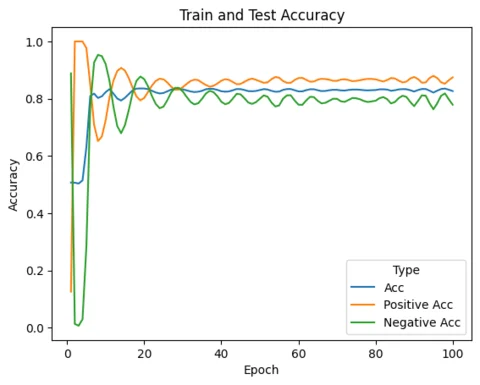 Train and Test Accuracy
1.0
0.8
0.6
0.4
0.2
0.0
Accuracy
Type
Acc
Positive Acc
Negative Acc
0 20 40 60 80 100
Epoch